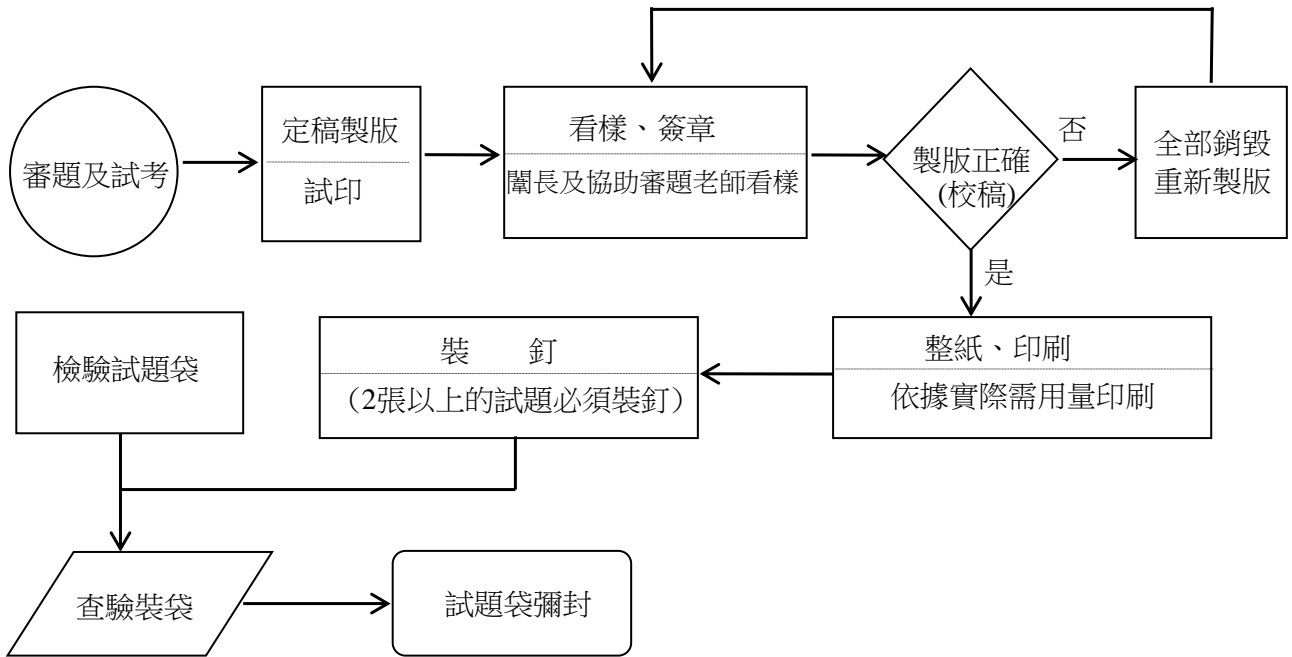 審題及試考
定稿製版
試印
看樣、簽章
闈長及協助審題老師看樣
製版正確
(校稿)
否
全部銷毀
重新製版
是
檢驗試題袋
裝　　釘
（2張以上的試題必須裝釘）
整紙、印刷
依據實際需用量印刷
查驗裝袋
試題袋彌封